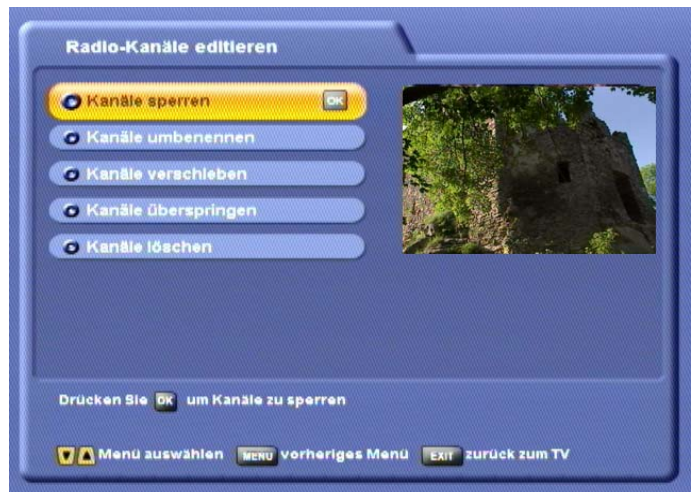 Radio-Kanäle editieren
Kanäle sperren OK
Kanäle umbenennen
Kanäle verschieben
Kanäle überspringen
Kanäle löschen
Drücken Sie OK um Kanäle zu sperren
Menü auswählen MENU vorheriges Menü EXIT zurück zum TV